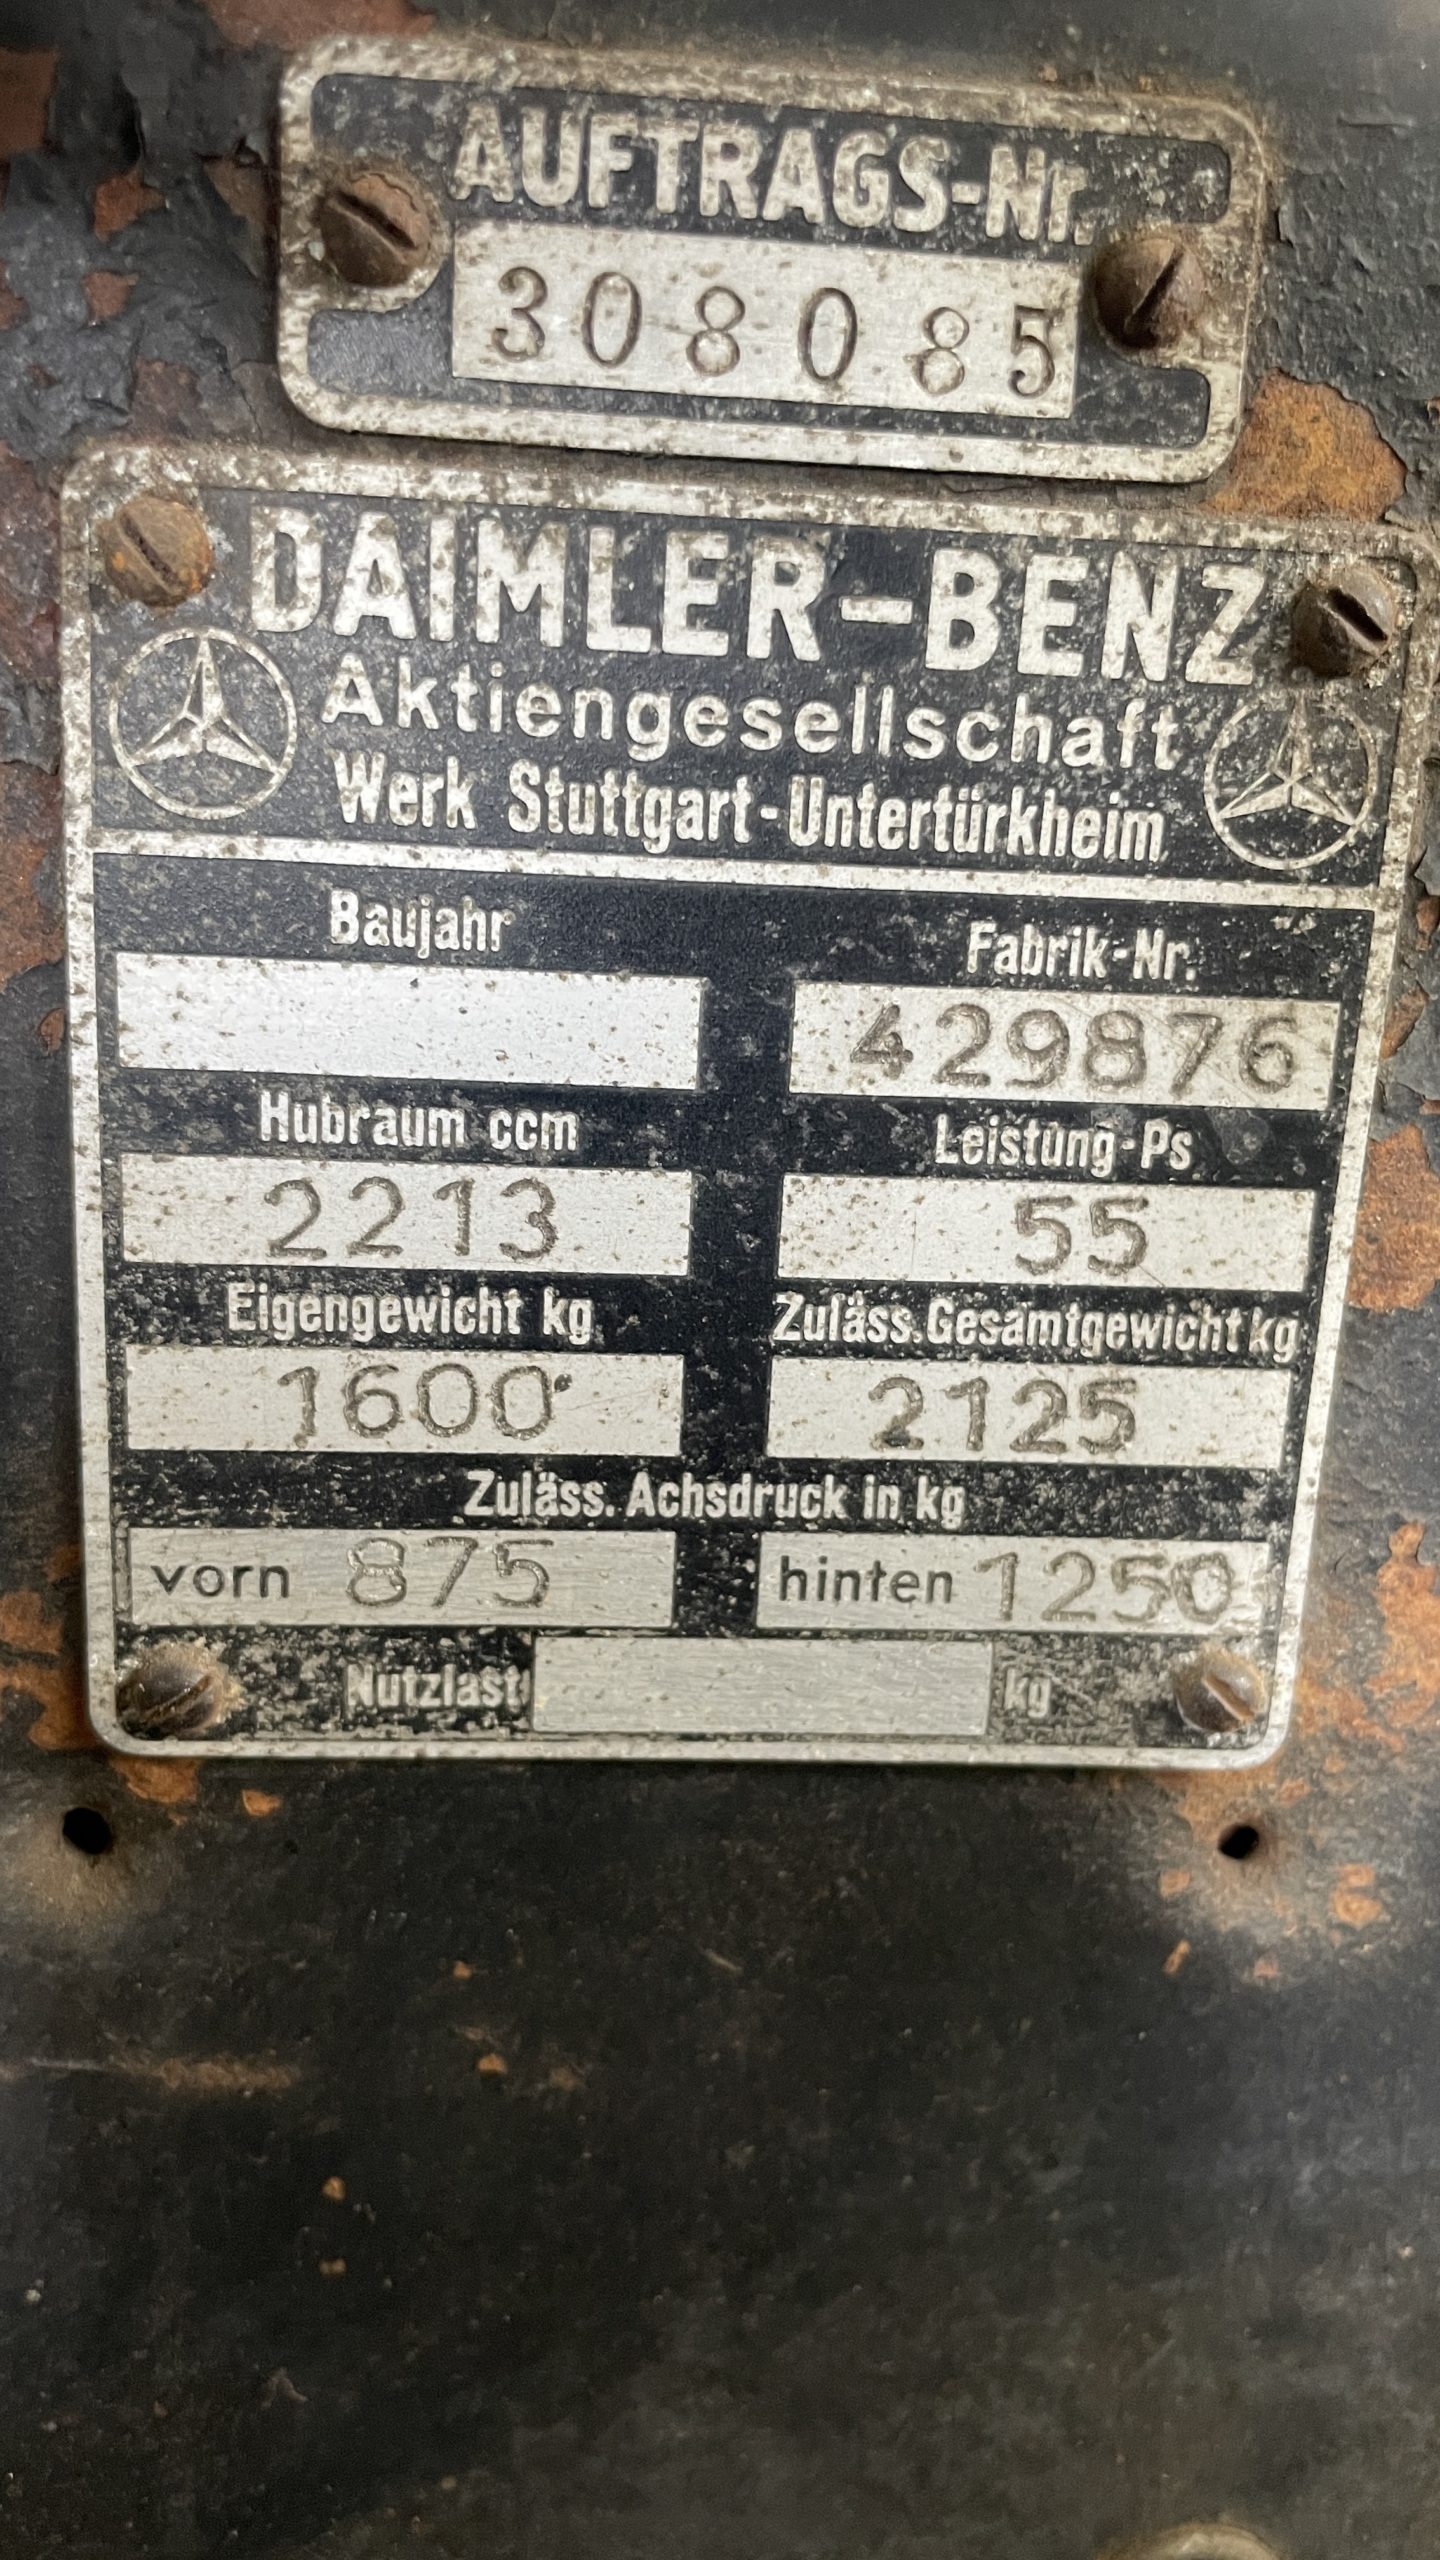 AUFTRAGS-Nr.
308085
DAIMLER-BENZ
Aktiengesellschaft
Werk Stuttgart-Untertürkheim
Baujahr Fabrik-Nr.
429876
Hubraum ccm Leistung-Ps
2213 55
Eigengewicht kg Zuläss.Gesamtgewicht kg
1600 2125
Zuläss. Achsdruck in kg
vorn 875 hinten 1250
Nutzlast kg